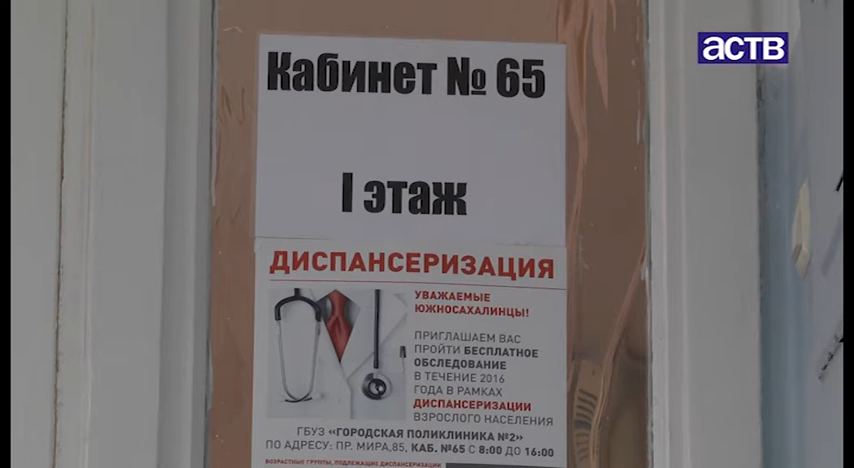 аств
Кабинет № 65
I этаж
ДИСПАНСЕРИЗАЦИЯ
УВАЖАЕМЫЕ
ЮЖНОСАХАЛИНЦЫ!
ПРИГЛАШАЕМ ВАС
ПРОЙТИ БЕСПЛАТНОЕ
ОБСЛЕДОВАНИЕ
В ТЕЧЕНИЕ 2016
ГОДА В РАМКАХ
ДИСПАНСЕРИЗАЦИИ
ВЗРОСЛОГО НАСЕЛЕНИЯ
ГБУЗ «ГОРОДСКАЯ ПОЛИКЛИНИКА №2»
ПО АДРЕСУ: ПР. МИРА,85, КАБ. №65 С 8:00 ДО 16:00
ВОЗРАСТНЫЕ ГРУППЫ, ПОДЛЕЖАЩИЕ ДИСПАНСЕРИЗАЦИИ